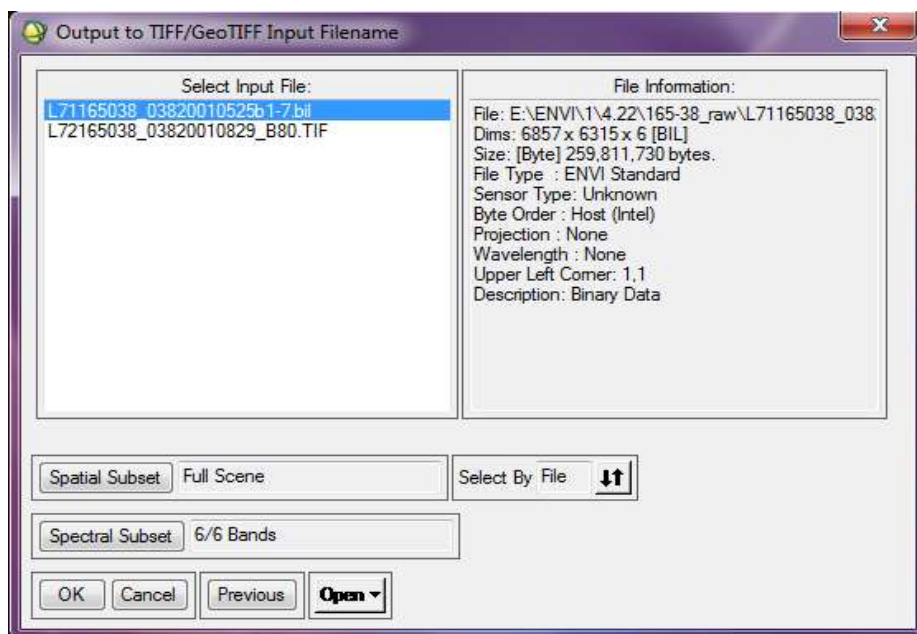 Output to TIFF/GeoTIFF Input Filename
Select Input File:
L71165038_03820010525b1-7.bil
L72165038_03820010829_B80.TIF
File Information:
File: E:\ENVI\1\4.22\165-38_raw\L71165038_038
Dims: 6857 x 6315 x 6 [BIL]
Size: [Byte] 259,811,730 bytes.
File Type : ENVI Standard
Sensor Type: Unknown
Byte Order : Host (Intel)
Projection : None
Wavelength : None
Upper Left Corner: 1,1
Description: Binary Data
Spatial Subset Full Scene
Select By File
Spectral Subset 6/6 Bands
OK Cancel Previous Open